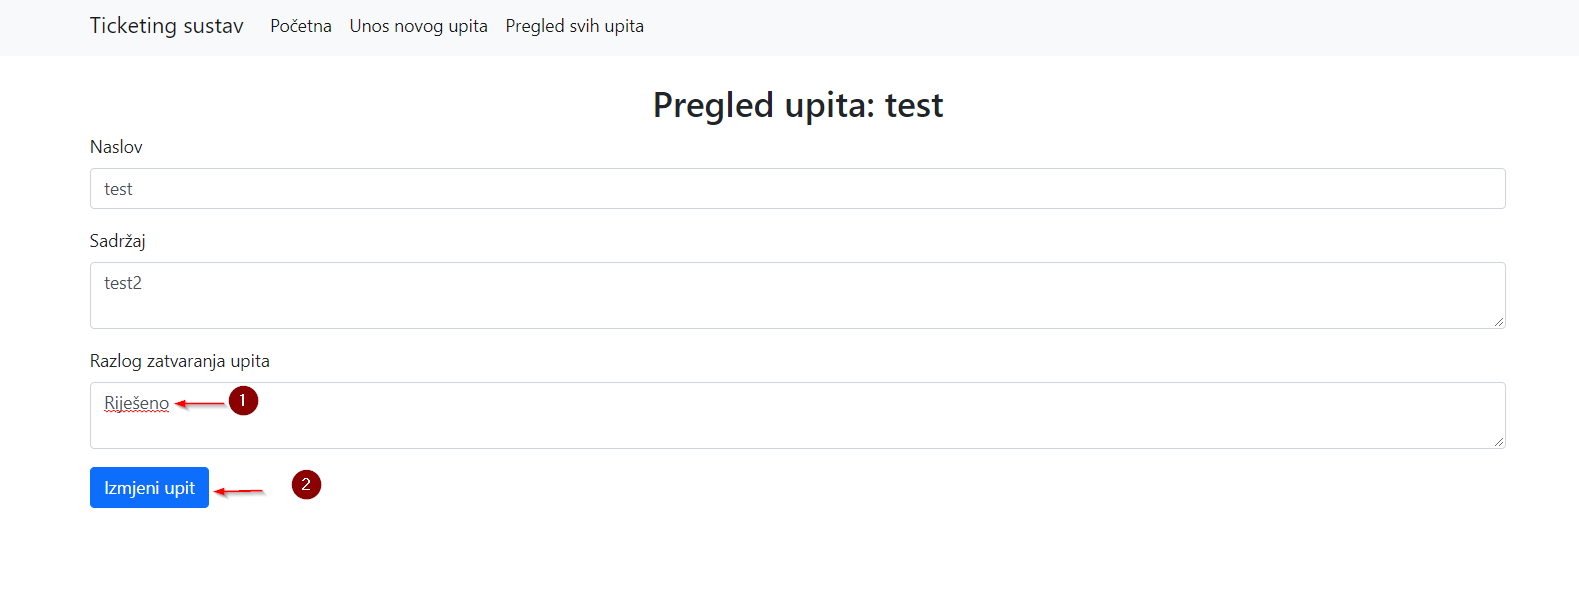 Ticketing sustav Početna Unos novog upita Pregled svih upita
Pregled upita: test
Naslov
test
Sadržaj
test2
Razlog zatvaranja upita
Riješeno 1
Izmjeni upit 2